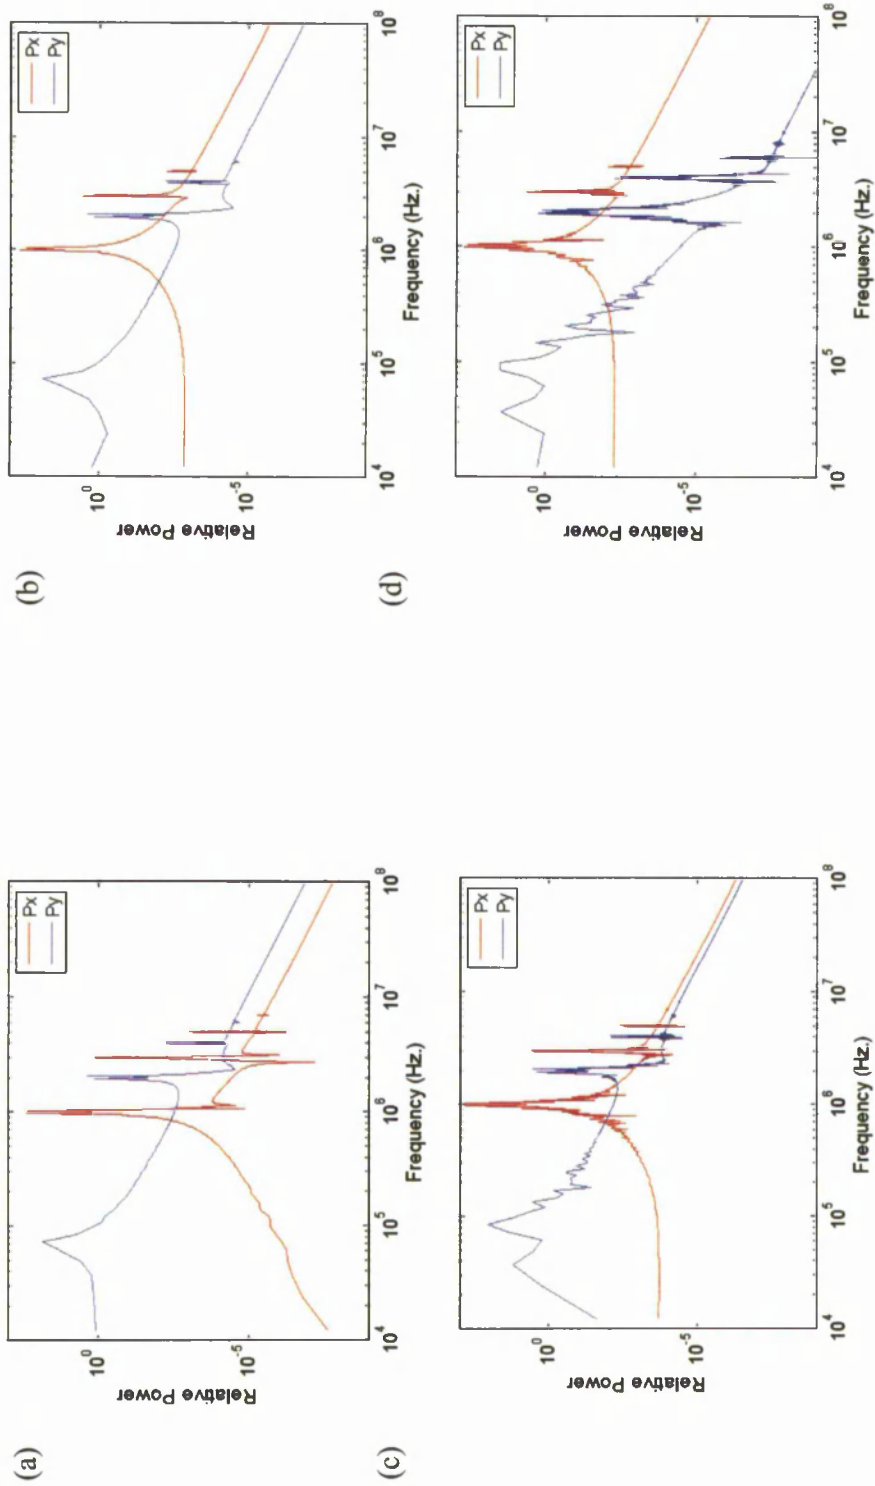 (a)
Px
Py
10^0
10^-5
Relative Power
10^4
10^5
10^6
10^7
10^8
Frequency (Hz.)
(b)
Px
Py
10^0
10^-5
Relative Power
10^4
10^5
10^6
10^7
10^8
Frequency (Hz.)
(c)
Px
Py
10^0
10^-5
Relative Power
10^4
10^5
10^6
10^7
10^8
Frequency (Hz.)
(d)
Px
Py
10^0
10^-5
Relative Power
10^4
10^5
10^6
10^7
10^8
Frequency (Hz.)